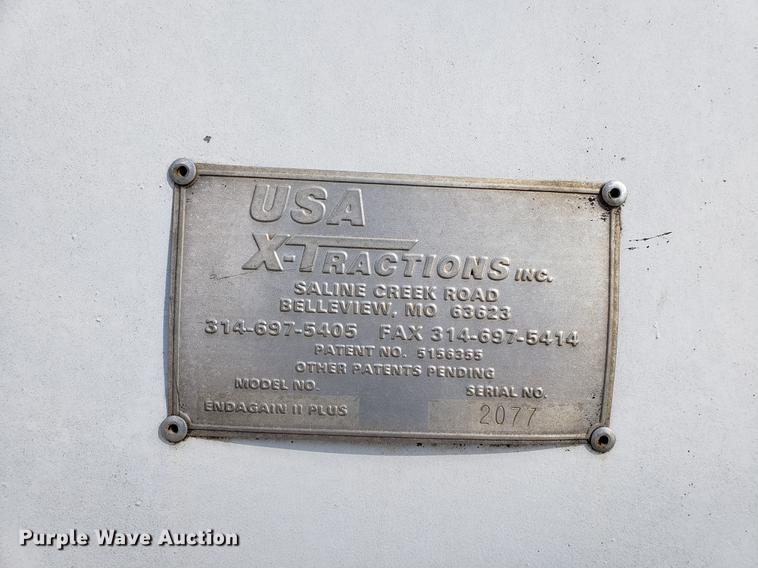 USA
X-TRACTIONS INC.
SALINE CREEK ROAD
BELLEVIEW, MO 63623
314-697-5405 FAX 314-697-5414
PATENT NO. 5156355
OTHER PATENTS PENDING
MODEL NO. SERIAL NO.
ENDAGAIN II PLUS 2077
Purple Wave Auction